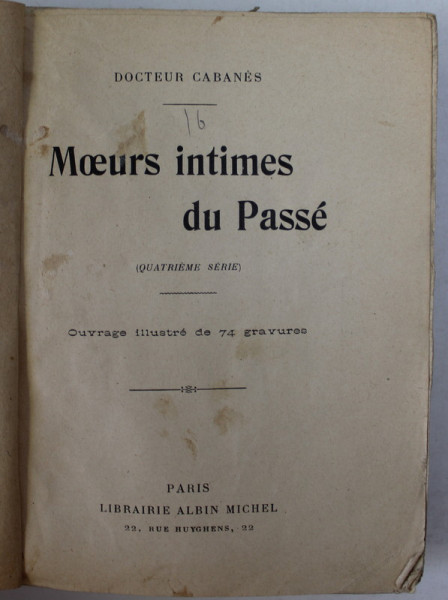 DOCTEUR CABANÈS
16
Mœurs intimes
du Passé
(QUATRIÈME SÉRIE)
Ouvrage illustré de 74 gravures
PARIS
LIBRAIRIE ALBIN MICHEL
22, RUE HUYGHENS, 22